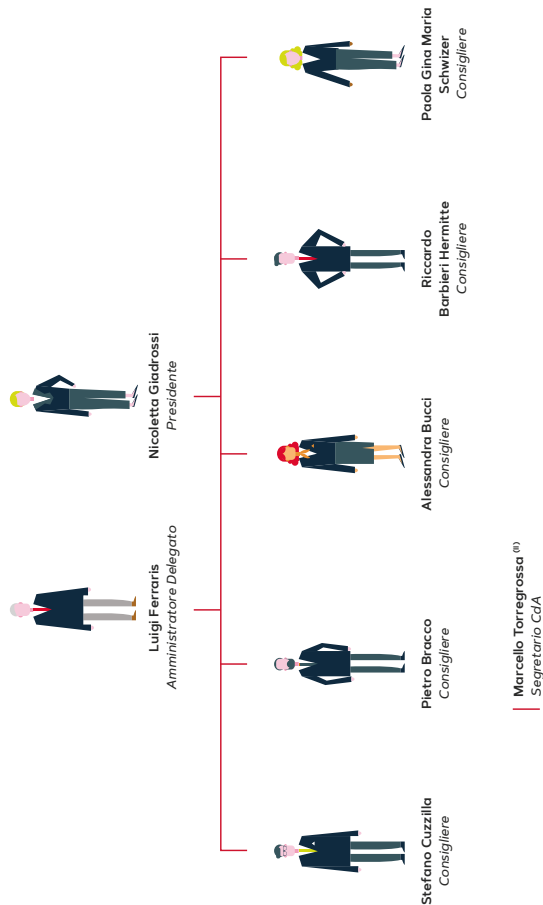 Luigi Ferraris
Amministratore Delegato
Nicoletta Giadrossi
Presidente
Stefano Cuzzilla
Consigliere
Pietro Bracco
Consigliere
Alessandra Bucci
Consigliere
Riccardo
Barbieri Hermitte
Consigliere
Paola Gina Maria
Schwizer
Consigliere
Marcello Torregrossa (8)
Segretario CdA